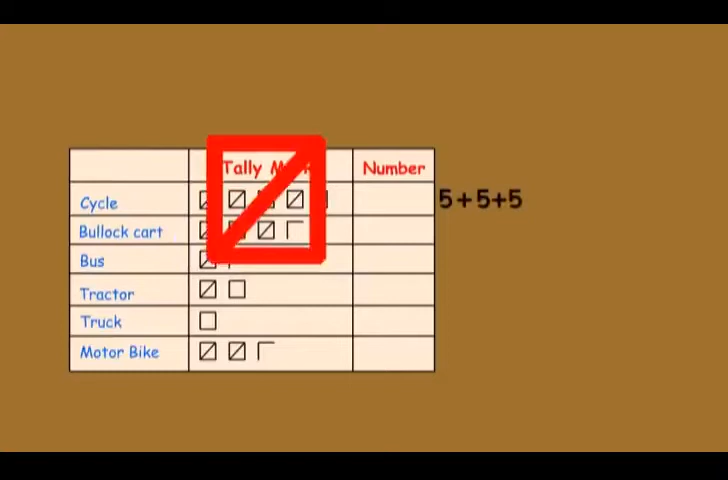 Tally M Number
Cycle 5+5+5
Bullock cart
Bus
Tractor
Truck
Motor Bike